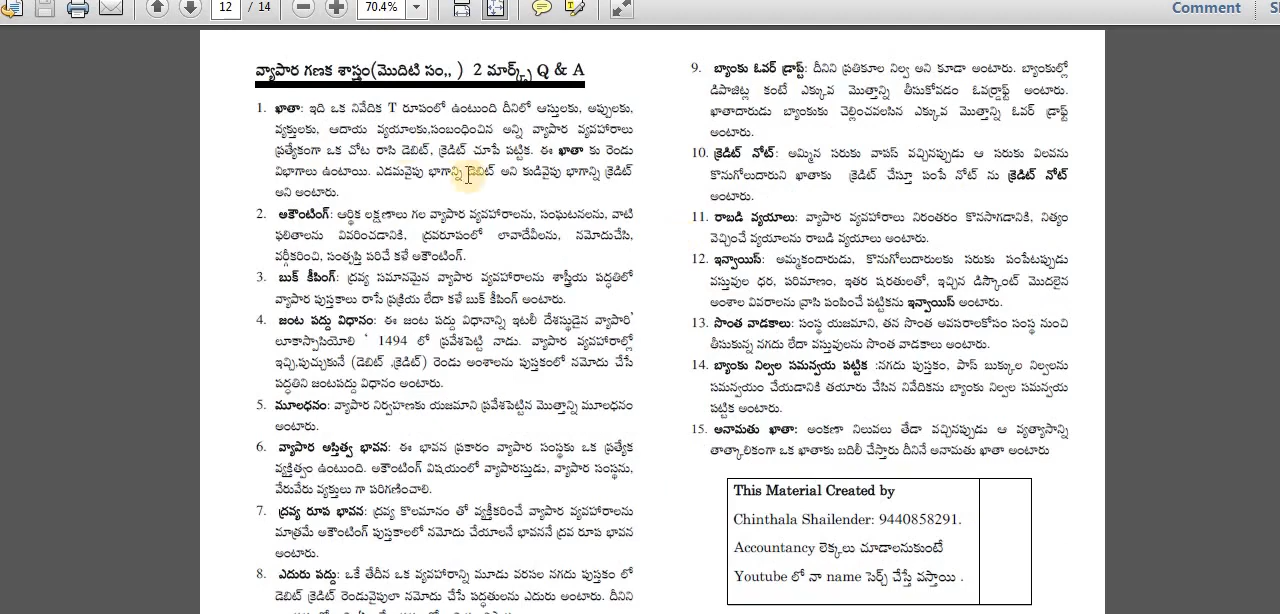 12 / 14 70.4% Comment
వ్యాపార గణక శాస్త్రం(మొదిటి సం,, ) 2 మార్క్స్ Q & A
1. ఖాతా: ఇది ఒక నివేదిక T రూపంలో ఉంటుంది దీనిలో ఆస్తులకు, అప్పులకు,
వ్యక్తులకు, ఆదాయ వ్యయాలకు,సంబంధించిన అన్ని వ్యాపార వ్యవహారాలు
ప్రత్యేకంగా ఒక చోట రాసి డెబిట్, క్రెడిట్ చూపే పట్టిక. ఈ ఖాతా కు రెండు
విభాగాలు ఉంటాయి. ఎడమవైపు భాగాన్ని డెబిట్ అని కుడివైపు భాగాన్ని క్రెడిట్
అని అంటారు.
2. అకౌంటింగ్: ఆర్థిక లక్షణాలు గల వ్యాపార వ్యవహారాలను, సంఘటనలను, వాటి
ఫలితాలను వివరించడానికి, ద్రవరూపంలో లావాదేవీలను, నమోదుచేసి,
వర్గీకరించి, సంతృప్తి పరిచే కళే అకౌంటింగ్.
3. బుక్ కీపింగ్: ద్రవ్య సమానమైన వ్యాపార వ్యవహారాలను శాస్త్రీయ పద్ధతిలో
వ్యాపార పుస్తకాలు రాసే ప్రక్రియ లేదా కళే బుక్ కీపింగ్ అంటారు.
4. జంట పద్దు విధానం: ఈ జంట పద్దు విధానాన్ని ఇటలీ దేశస్థుడైన వ్యాపారి'
లూకాస్పాసియోలి ' 1494 లో ప్రవేశపెట్టి నాడు. వ్యాపార వ్యవహారాల్లో
ఇచ్చి,పుచ్చుకునే (డెబిట్ ,క్రెడిట్) రెండు అంశాలను పుస్తకంలో నమోదు చేసే
పద్ధతిని జంటపద్దు విధానం అంటారు.
5. మూలధనం: వ్యాపార నిర్వహణకు యజమాని ప్రవేశపెట్టిన మొత్తాన్ని మూలధనం
అంటారు.
6. వ్యాపార అస్తిత్వ భావన: ఈ భావన ప్రకారం వ్యాపార సంస్థకు ఒక ప్రత్యేక
వ్యక్తిత్వం ఉంటుంది. అకౌంటింగ్ విషయంలో వ్యాపారస్తుడు, వ్యాపార సంస్థను,
వేరువేరు వ్యక్తులు గా పరిగణించాలి.
7. ద్రవ్య రూప భావన: ద్రవ్య కొలమానం తో వ్యక్తీకరించే వ్యాపార వ్యవహారాలను
మాత్రమే అకౌంటింగ్ పుస్తకాలలో నమోదు చేయాలనే భావననే ద్రవ రూప భావన
అంటారు.
8. ఎదురు పద్దు: ఒకే తేదీన ఒక వ్యవహారాన్ని మూడు వరసల నగదు పుస్తకం లో
డెబిట్ క్రెడిట్ రెండువైపులా నమోదు చేసే పద్ధతులను ఎదురు అంటారు. దీనిని
9. బ్యాంకు ఓవర్ డ్రాఫ్ట్: దీనిని ప్రతికూల నిల్వ అని కూడా అంటారు. బ్యాంకుల్లో
డిపాజిట్ల కంటే ఎక్కువ మొత్తాన్ని తీసుకోవడం ఓవర్డ్రాఫ్ట్ అంటారు.
ఖాతాదారుడు బ్యాంకుకు చెల్లించవలసిన ఎక్కువ మొత్తాన్ని ఓవర్ డ్రాఫ్ట్
అంటారు.
10. క్రెడిట్ నోట్: అమ్మిన సరుకు వాపస్ వచ్చినప్పుడు ఆ సరుకు విలవను
కొనుగోలుదారుని ఖాతాకు క్రెడిట్ చేస్తూ పంపే నోట్ ను క్రెడిట్ నోట్
అంటారు.
11. రాబడి వ్యయాలు: వ్యాపార వ్యవహారాలు నిరంతరం కొనసాగడానికి, నిత్యం
వెచ్చించే వ్యయాలను రాబడి వ్యయాలు అంటారు.
12. ఇన్వాయిస్: అమ్మకందారుడు, కొనుగోలుదారులకు సరుకు పంపేటప్పుడు
వస్తువుల ధర, పరిమాణం, ఇతర షరతులతో, ఇచ్చిన డిస్కౌంట్ మొదలైన
అంశాల వివరాలను వ్రాసి పంపించే పట్టికను ఇన్వాయిస్ అంటారు.
13. సొంత వాడకాలు: సంస్థ యజమాని, తన సొంత అవసరాలకోసం సంస్థ నుంచి
తీసుకున్న నగదు లేదా వస్తువులను సొంత వాడకాలు అంటారు.
14. బ్యాంకు నిల్వల సమన్వయ పట్టిక :నగదు పుస్తకం, పాస్ బుక్కుల నిల్వలను
సమన్వయం చేయడానికి తయారు చేసిన నివేదికను బ్యాంకు నిల్వల సమన్వయ
పట్టిక అంటారు.
15. అనామతు ఖాతా: అంకణా నిలువలు తేడా వచ్చినప్పుడు ఆ వ్యత్యాసాన్ని
తాత్కాలికంగా ఒక ఖాతాకు బదిలీ చేస్తారు దీనినే అనామతు ఖాతా అంటారు
This Material Created by
Chinthala Shailender: 9440858291.
Accountancy లెక్కలు చూడాలనుకుంటే
Youtube లో నా name సెర్చ్ చేస్తే వస్తాయి .